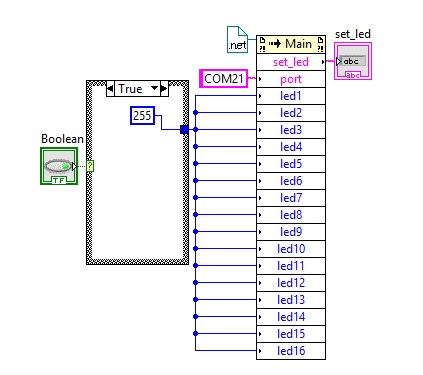 .net
Main
set_led
set_led
abc
abc
COM21
port
True
255
Boolean
TF
?
led1
led2
led3
led4
led5
led6
led7
led8
led9
led10
led11
led12
led13
led14
led15
led16